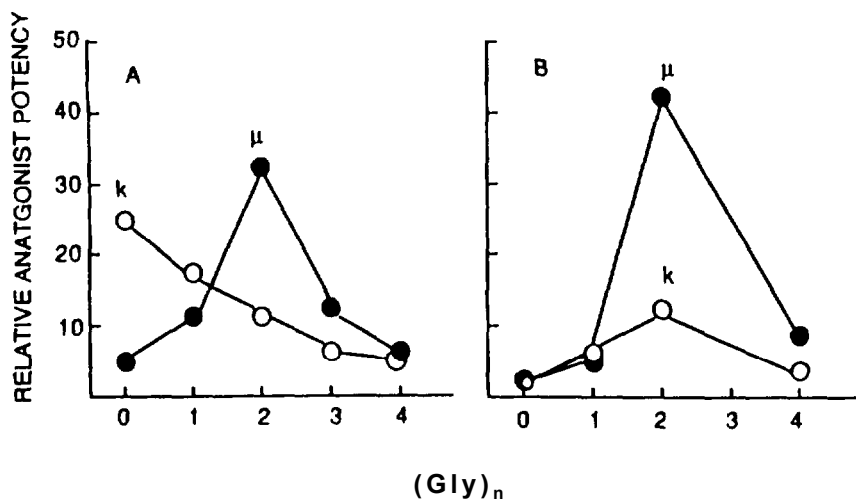 RELATIVE ANATGONIST POTENCY
50
40
30
20
10
A
μ
k
0 1 2 3 4
B
μ
k
0 1 2 3 4
(Gly)n